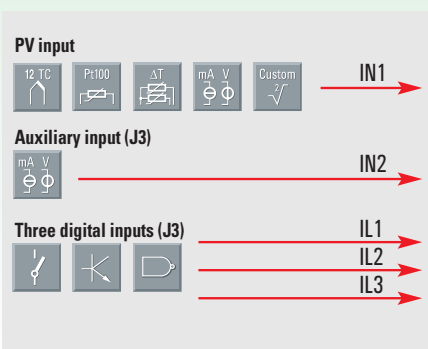 PV input
12 TC Pt100 ΔT mA V Custom
2
IN1
Auxiliary input (J3)
mA V
IN2
Three digital inputs (J3)
IL1
IL2
IL3